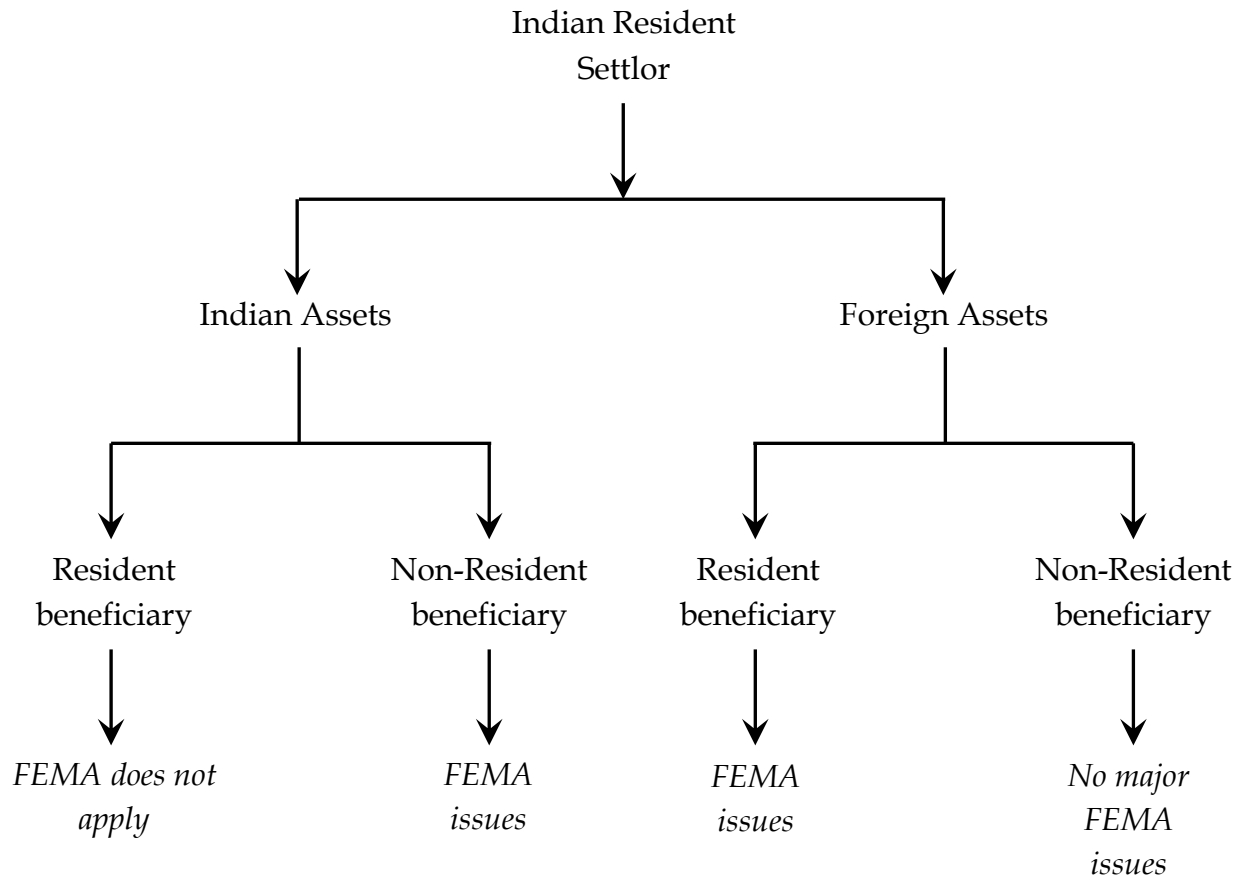 Indian Resident
Settlor
Indian Assets
Foreign Assets
Resident
beneficiary
Non-Resident
beneficiary
Resident
beneficiary
Non-Resident
beneficiary
FEMA does not
apply
FEMA
issues
FEMA
issues
No major
FEMA
issues